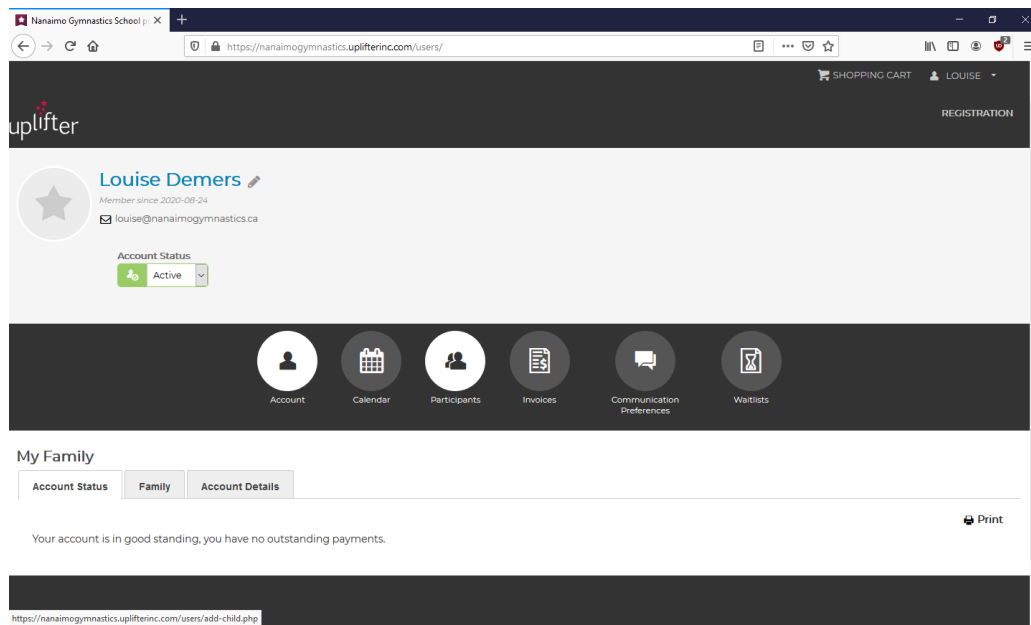 Nanaimo Gymnastics School p
https://nanaimogymnastics.uplifterinc.com/users/
2
SHOPPING CART LOUISE
uplifter
REGISTRATION
Louise Demers
Member since 2020-08-24
louise@nanaimogymnastics.ca
Account Status
Active
Account Calendar Participants Invoices Communication Preferences Waitlists
My Family
Account Status Family Account Details
Print
Your account is in good standing, you have no outstanding payments.
https://nanaimogymnastics.uplifterinc.com/users/add-child.php